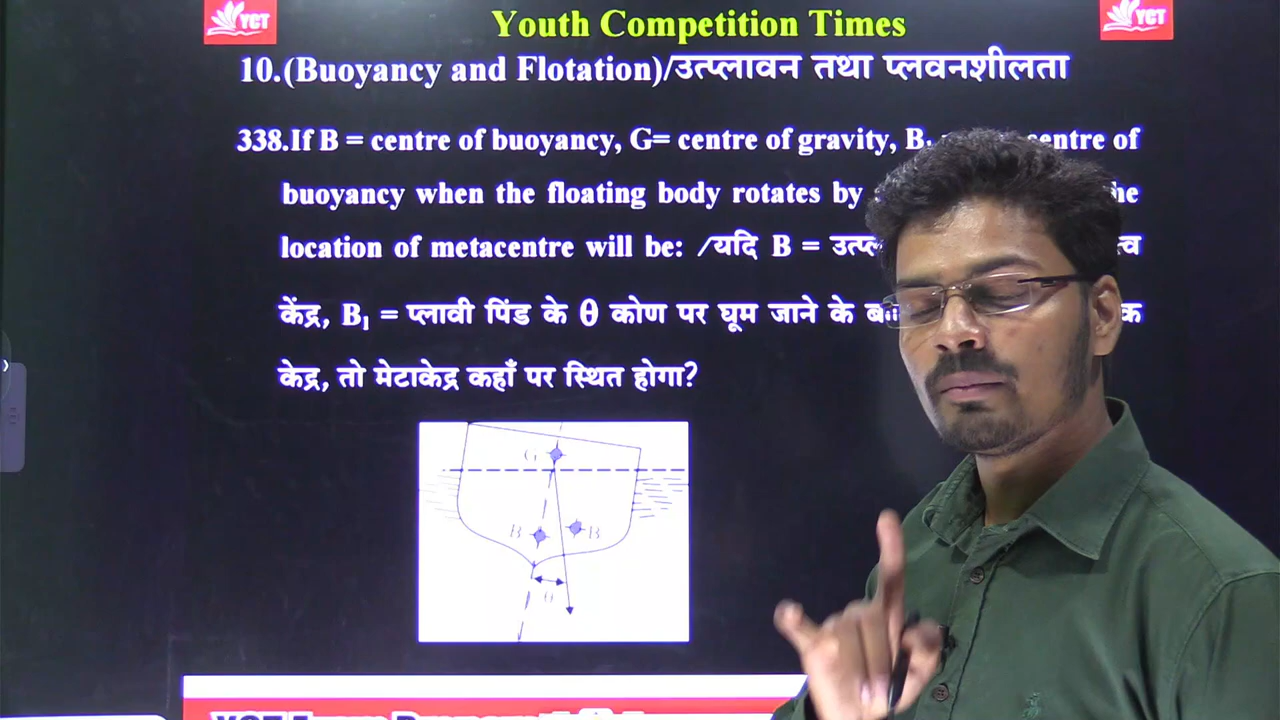 YCT
Youth Competition Times
YCT
10.(Buoyancy and Flotation)/उत्प्लावन तथा प्लवनशीलता
338.If B = centre of buoyancy, G= centre of gravity, B₁ centre of
buoyancy when the floating body rotates by
location of metacentre will be: /यदि B =
केंद्र, B₁ = प्लावी पिंड के θ कोण पर घूम जाने के
केद्र, तो मेटाकेद्र कहाँ पर स्थित होगा?
G
B
B
θ